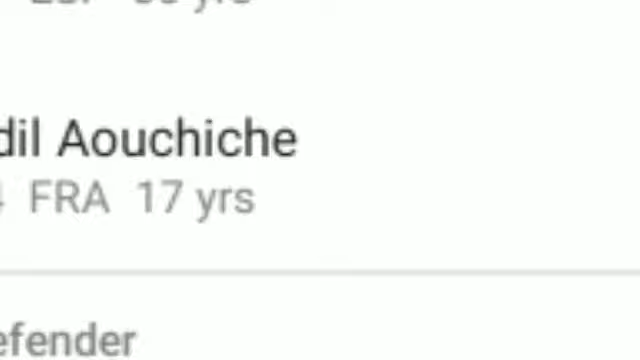 dil Aouchiche
FRA 17 yrs
efender